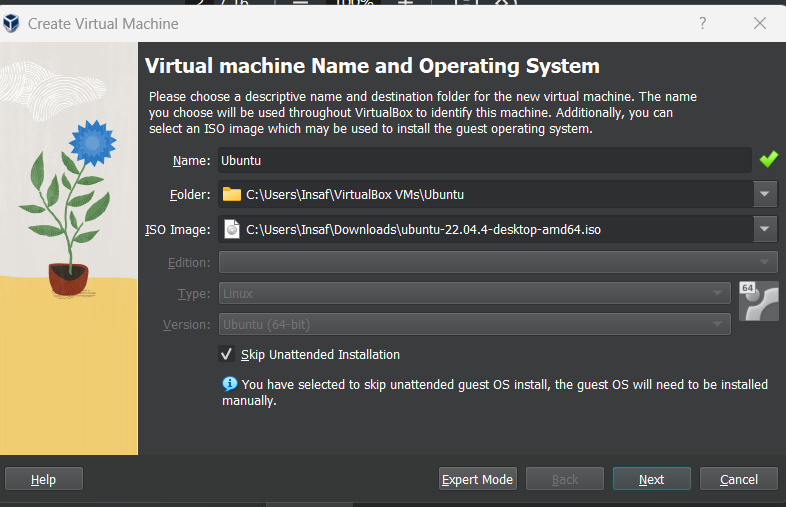 Create Virtual Machine
?
Virtual machine Name and Operating System
Please choose a descriptive name and destination folder for the new virtual machine. The name
you choose will be used throughout VirtualBox to identify this machine. Additionally, you can
select an ISO image which may be used to install the guest operating system.
Name: Ubuntu
Folder: C:\Users\Insaf\VirtualBox VMs\Ubuntu
ISO Image: C:\Users\Insaf\Downloads\ubuntu-22.04.4-desktop-amd64.iso
Edition:
Type: Linux
64
Version: Ubuntu (64-bit)
Skip Unattended Installation
You have selected to skip unattended guest OS install, the guest OS will need to be installed
manually.
Help Expert Mode Back Next Cancel